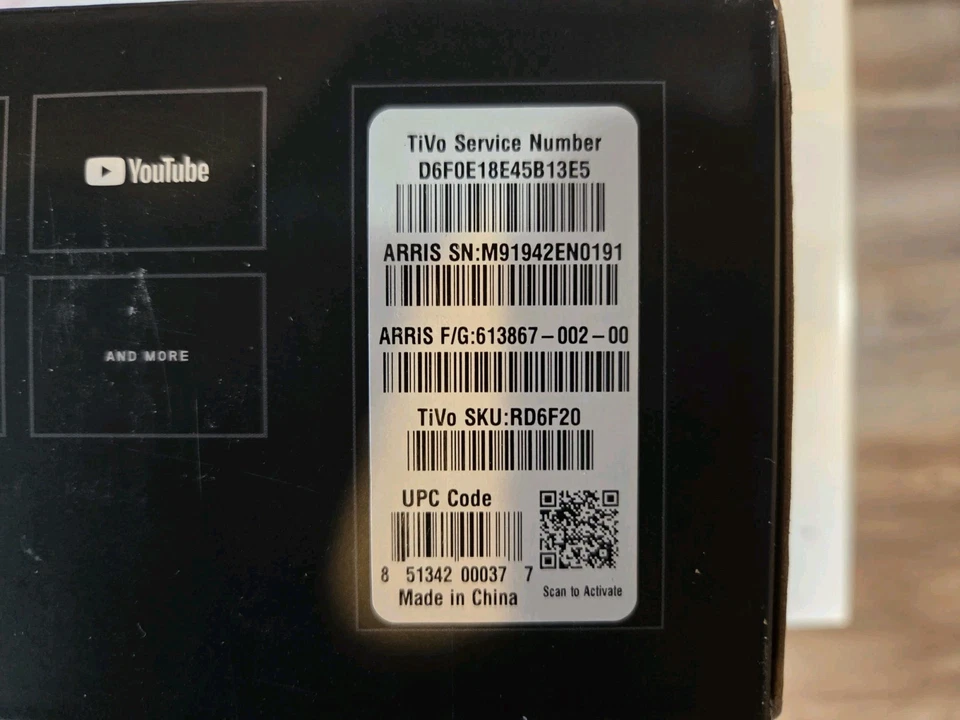 YouTube
AND MORE
TiVo Service Number
D6F0E18E45B13E5
ARRIS SN:M91942EN0191
ARRIS F/G:613867-002-00
TiVo SKU:RD6F20
UPC Code
8 51342 00037 7
Made in China
Scan to Activate